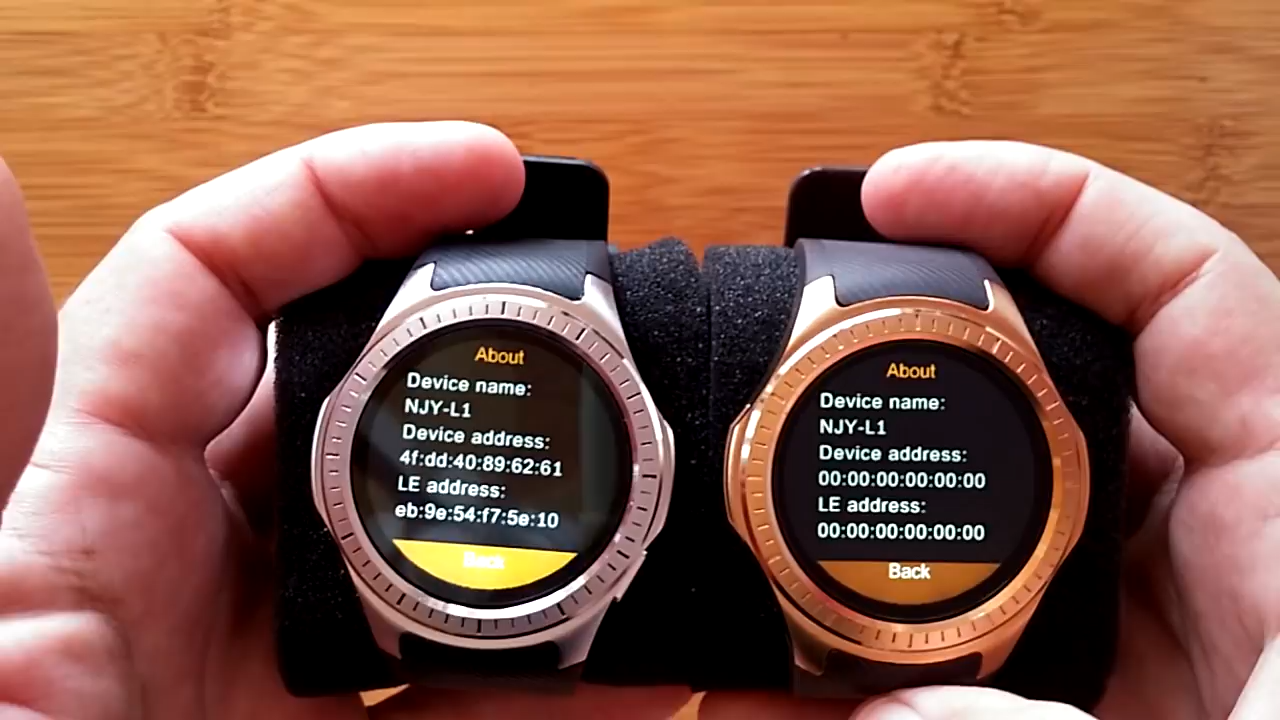 About
Device name:
NJY-L1
Device address:
4f:dd:40:89:62:61
LE address:
eb:9e:54:f7:5e:10
Back
About
Device name:
NJY-L1
Device address:
00:00:00:00:00:00
LE address:
00:00:00:00:00:00
Back